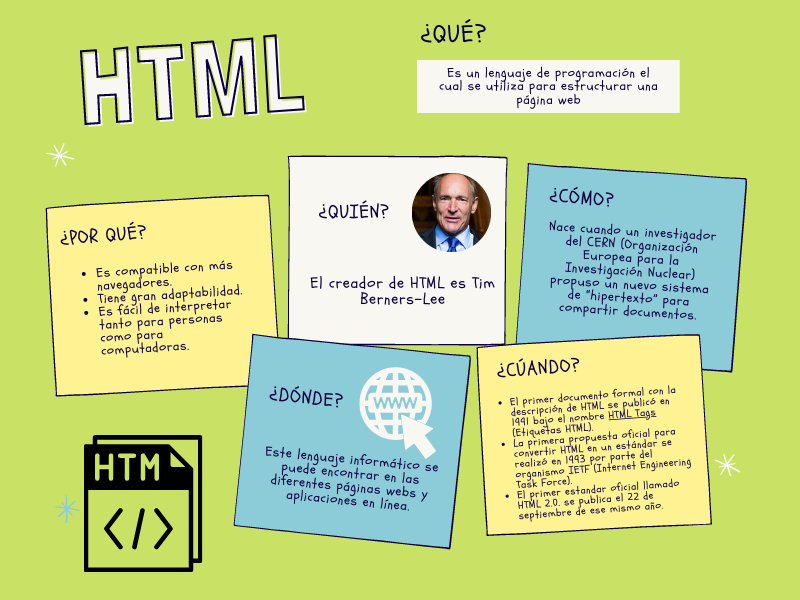 HTML
¿QUÉ?
Es un lenguaje de programación el
cual se utiliza para estructurar una
página web
¿POR QUÉ?
• Es compatible con más
navegadores.
• Tiene gran adaptabilidad.
• Es fácil de interpretar
tanto para personas
como para
computadoras.
¿QUIÉN?
El creador de HTML es Tim
Berners-Lee
¿CÓMO?
Nace cuando un investigador
del CERN (Organización
Europea para la
Investigación Nuclear)
propuso un nuevo sistema
de "hipertexto" para
compartir documentos.
¿DÓNDE?
WWW
Este lenguaje informático se
puede encontrar en las
diferentes páginas webs y
aplicaciones en línea.
¿CÚANDO?
• El primer documento formal con la
descripción de HTML se publicó en
1991 bajo el nombre HTML Tags
(Etiquetas HTML).
• La primera propuesta oficial para
convertir HTML en un estándar se
realizó en 1993 por parte del
organismo IETF (Internet Engineering
Task Force).
• El primer estandar oficial llamado
HTML 2.0. se publica el 22 de
septiembre de ese mismo año.
HTM
</>